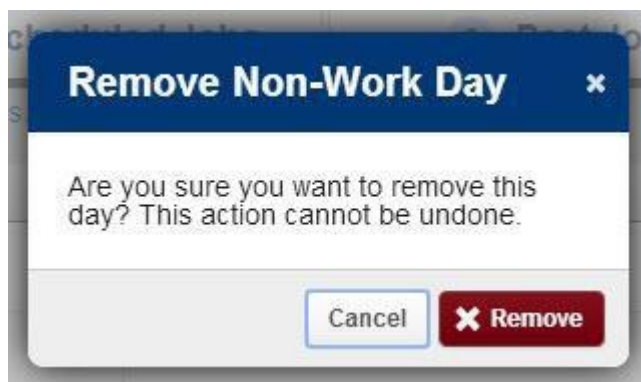 Remove Non-Work Day ×
Are you sure you want to remove this
day? This action cannot be undone.
Cancel ✖ Remove